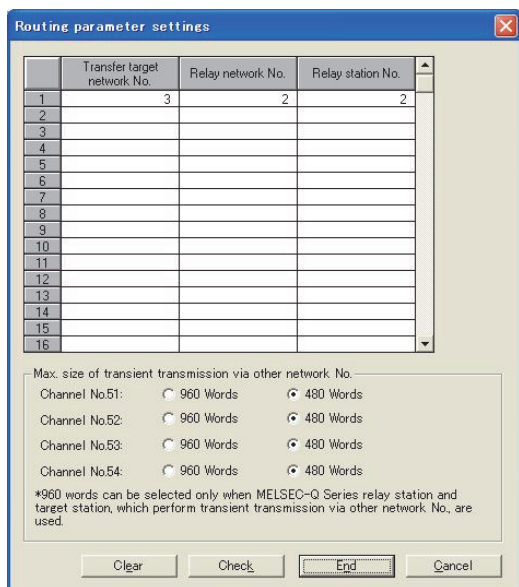 Routing parameter settings
Transfer target network No. Relay network No. Relay station No.
1 3 2 2
2
3
4
5
6
7
8
9
10
11
12
13
14
15
16
Max. size of transient transmission via other network No.
Channel No.51: 960 Words 480 Words
Channel No.52: 960 Words 480 Words
Channel No.53: 960 Words 480 Words
Channel No.54: 960 Words 480 Words
*960 words can be selected only when MELSEC-Q Series relay station and
target station, which perform transient transmission via other network No., are
used.
Clear Check End Cancel